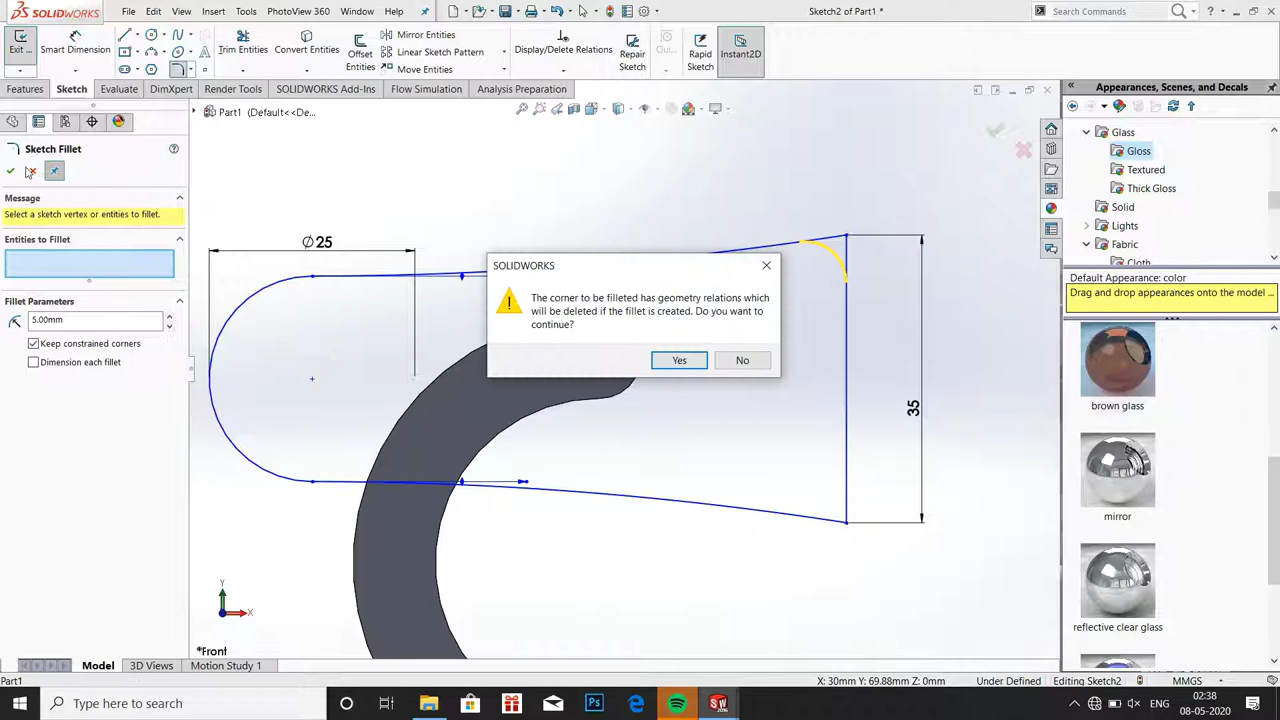 SOLIDWORKS
File Edit View Insert Tools PhotoView 360 Window Help
Sketch2 of Part1 *
Search Commands
Exit ...
Smart Dimension
Trim Entities
Convert Entities
Offset Entities
Mirror Entities
Linear Sketch Pattern
Move Entities
Display/Delete Relations
Repair Sketch
Qui...
Rapid Sketch
Instant2D
Features Sketch Evaluate DimXpert Render Tools SOLIDWORKS Add-Ins Flow Simulation Analysis Preparation
Appearances, Scenes, and Decals
Part1 (Default<<De...
Sketch Fillet
Message
Select a sketch vertex or entities to fillet.
Entities to Fillet
Fillet Parameters
5.00mm
Keep constrained corners
Dimension each fillet
Ø25
35
SOLIDWORKS
The corner to be filleted has geometry relations which
will be deleted if the fillet is created. Do you want to
continue?
Yes No
Glass
Gloss
Textured
Thick Gloss
Solid
Lights
Fabric
Cloth
Default Appearance: color
Drag and drop appearances onto the model ...
brown glass
mirror
reflective clear glass
Y
X
*Front
Model 3D Views Motion Study 1
Part1
X: 30mm Y: 69.88mm Z: 0mm Under Defined Editing Sketch2 MMGS
Type here to search
ENG
02:38
08-05-2020